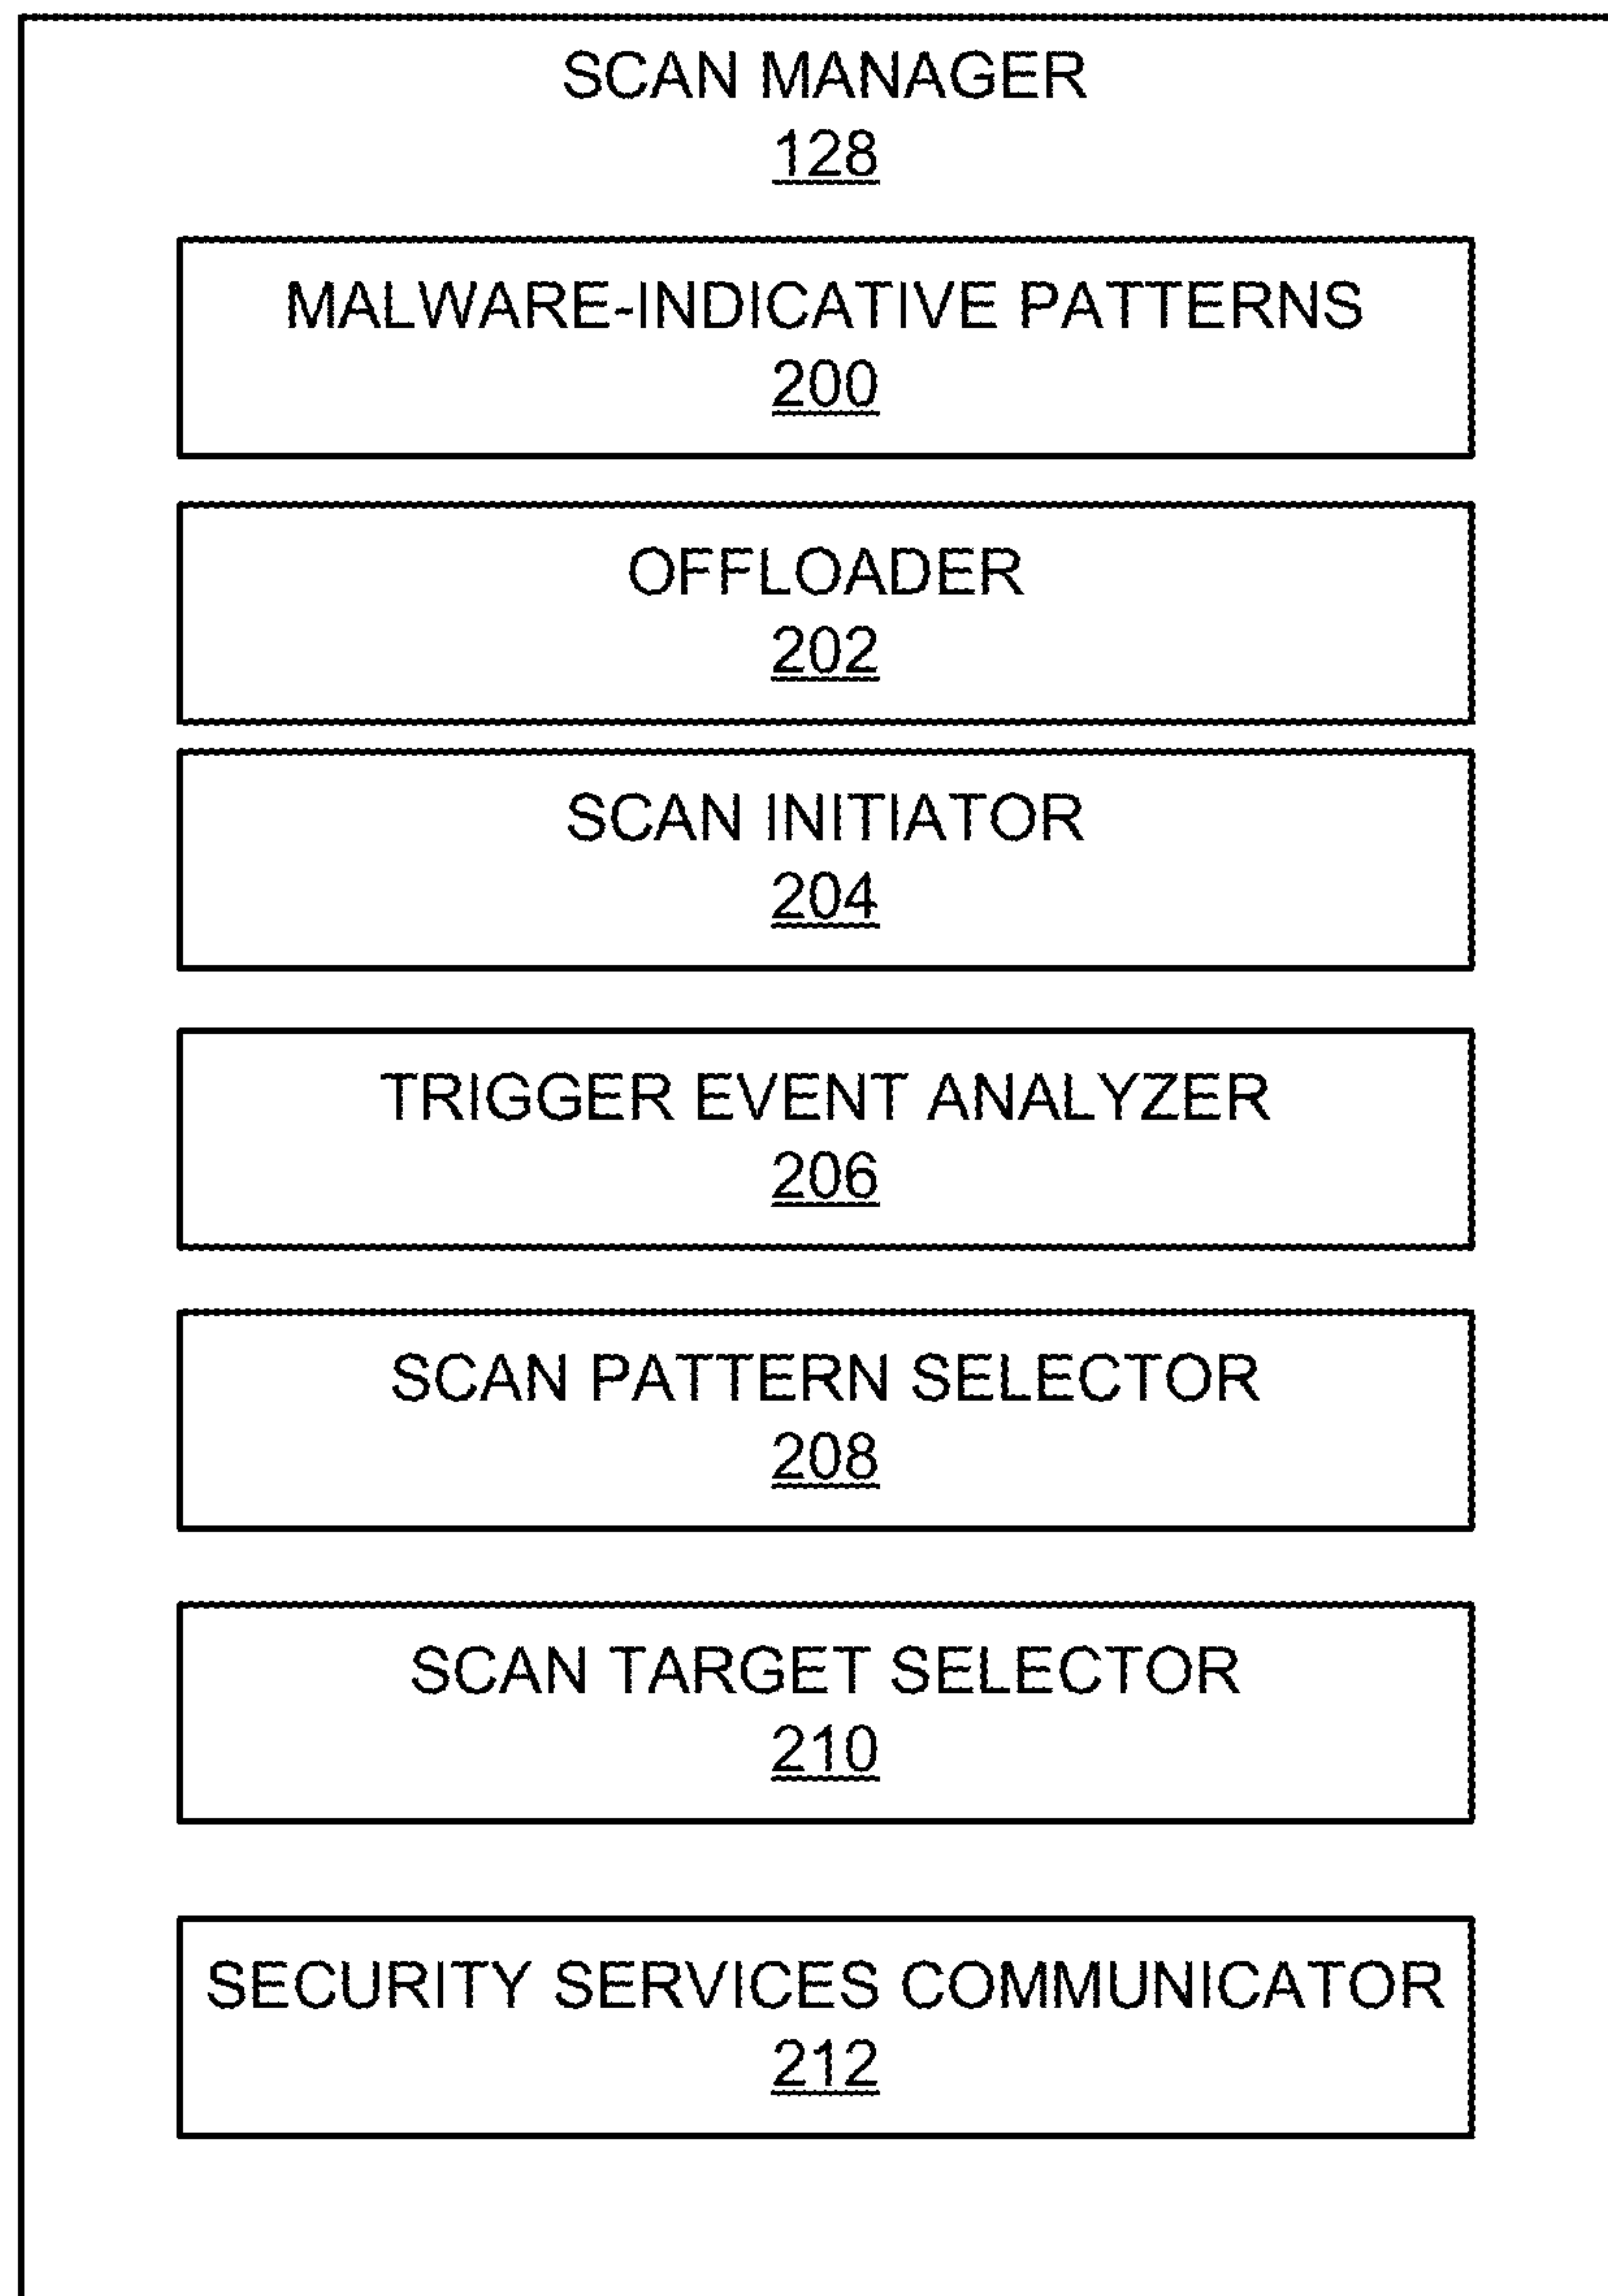 SCAN MANAGER
128
MALWARE-INDICATIVE PATTERNS
200
OFFLOADER
202
SCAN INITIATOR
204
TRIGGER EVENT ANALYZER
206
SCAN PATTERN SELECTOR
208
SCAN TARGET SELECTOR
210
SECURITY SERVICES COMMUNICATOR
212